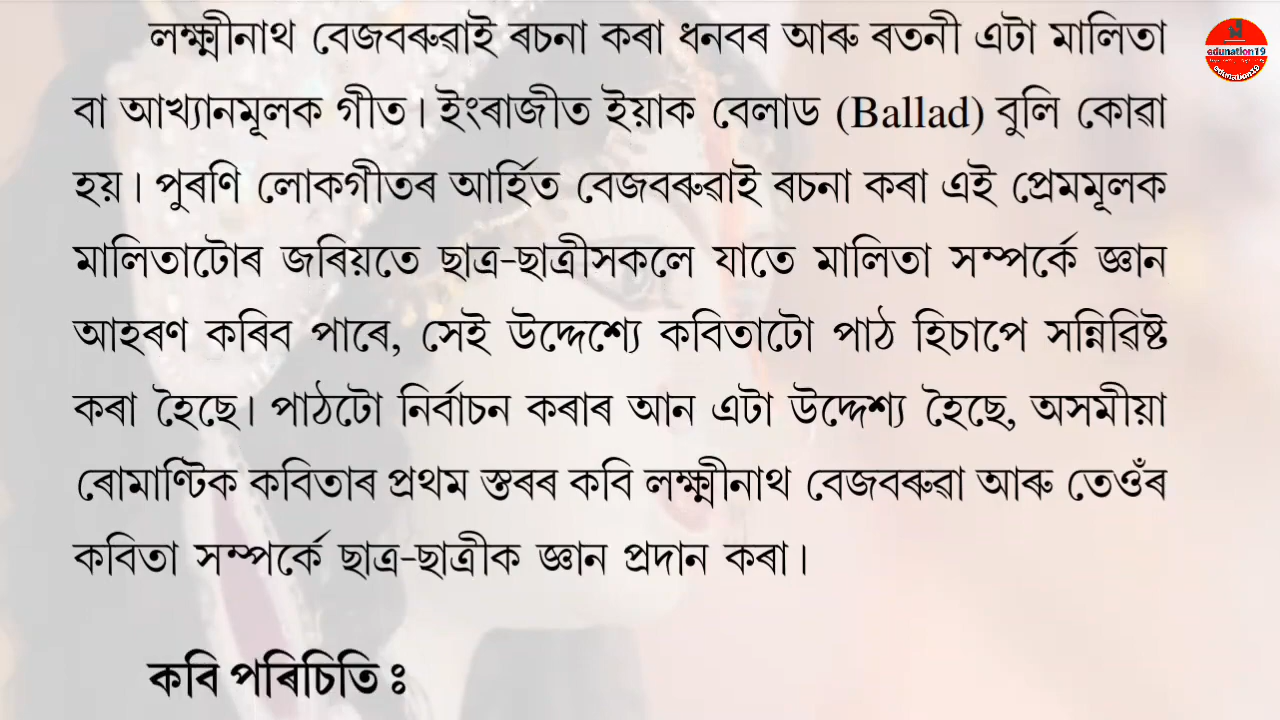 লক্ষ্মীনাথ বেজবৰুৱাই ৰচনা কৰা ধনবৰ আৰু ৰতনী এটা মালিতা
বা আখ্যানমূলক গীত। ইংৰাজীত ইয়াক বেলাড (Ballad) বুলি কোৱা
হয়। পুৰণি লোকগীতৰ আৰ্হিত বেজবৰুৱাই ৰচনা কৰা এই প্ৰেমমূলক
মালিতাটোৰ জৰিয়তে ছাত্ৰ-ছাত্ৰীসকলে যাতে মালিতা সম্পৰ্কে জ্ঞান
আহৰণ কৰিব পাৰে, সেই উদ্দেশ্যে কবিতাটো পাঠ হিচাপে সন্নিৱিষ্ট
কৰা হৈছে। পাঠটো নিৰ্বাচন কৰাৰ আন এটা উদ্দেশ্য হৈছে, অসমীয়া
ৰোমাণ্টিক কবিতাৰ প্ৰথম স্তৰৰ কবি লক্ষ্মীনাথ বেজবৰুৱা আৰু তেওঁৰ
কবিতা সম্পৰ্কে ছাত্ৰ-ছাত্ৰীক জ্ঞান প্ৰদান কৰা।
কবি পৰিচিতি ঃ
edunation19
edunation19